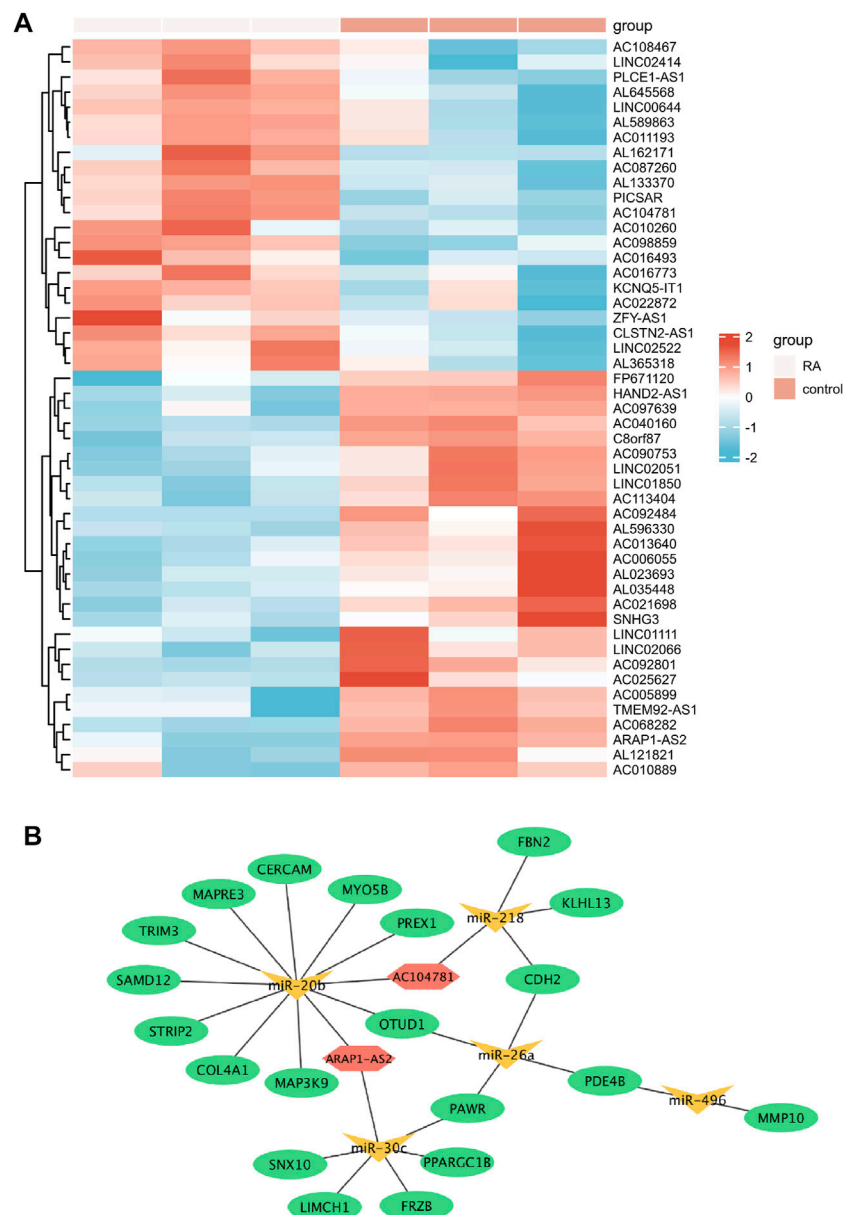 A
group
AC108467
LINC02414
PLCE1-AS1
AL645568
LINC00644
AL589863
AC011193
AL162171
AC087260
AL133370
PICSAR
AC104781
AC010260
AC098859
AC016493
AC016773
KCNQ5-IT1
AC022872
ZFY-AS1
CLSTN2-AS1
LINC02522
AL365318
FP671120
HAND2-AS1
AC097639
AC040160
C8orf87
AC090753
LINC02051
LINC01850
AC113404
AC092484
AL596330
AC013640
AC006055
AL023693
AL035448
AC021698
SNHG3
LINC01111
LINC02066
AC092801
AC025627
AC005899
TMEM92-AS1
AC068282
ARAP1-AS2
AL121821
AC010889
2
1
0
-1
-2
group
RA
control
B
FBN2
CERCAM
MAPRE3
MYO5B
KLHL13
miR-218
PREX1
TRIM3
AC104781
CDH2
SAMD12
miR-20b
OTUD1
STRIP2
ARAP1-AS2
miR-26a
COL4A1
MAP3K9
PDE4B
miR-496
PAWR
MMP10
miR-30c
SNX10
PPARGC1B
LIMCH1
FRZB